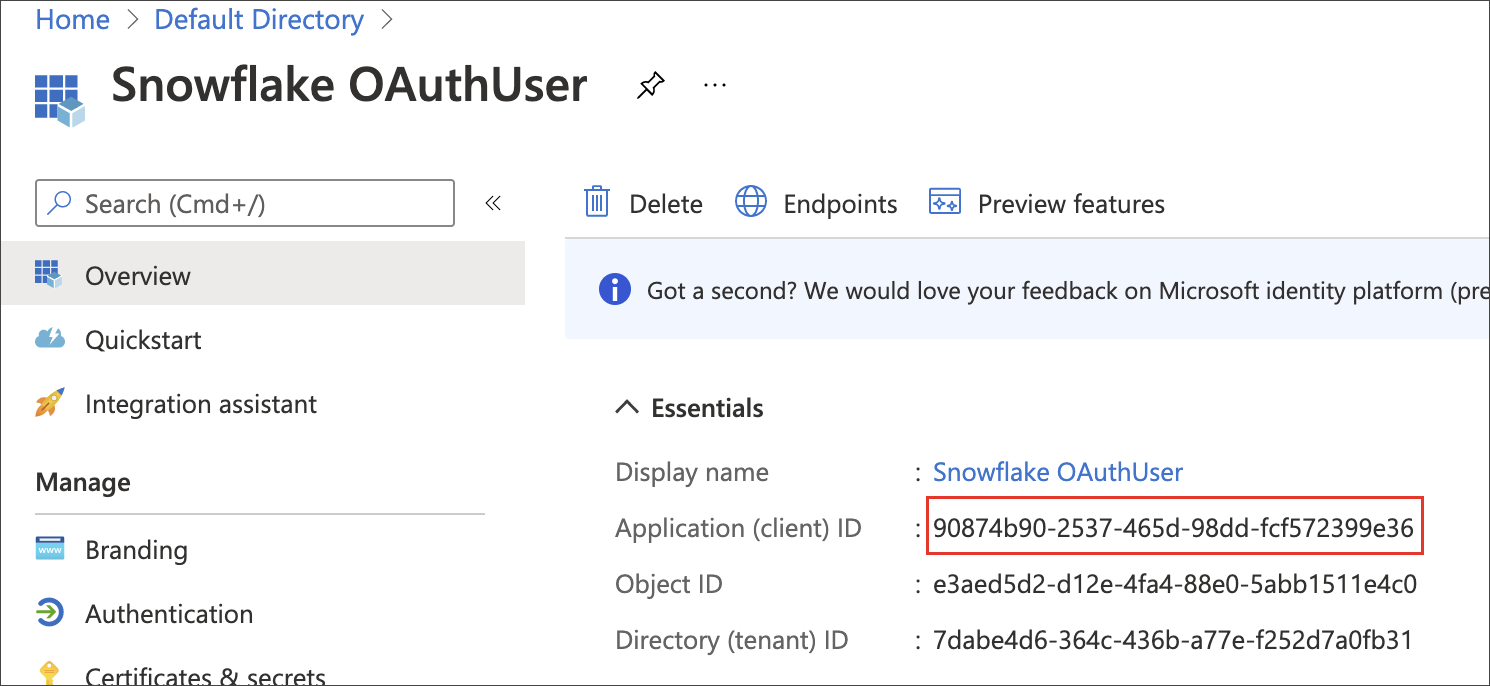 Home > Default Directory >
Snowflake OAuthUser ...
Search (Cmd+/) «
Delete Endpoints Preview features
Overview
Got a second? We would love your feedback on Microsoft identity platform (pre
Quickstart
Integration assistant
Essentials
Manage
Display name : Snowflake OAuthUser
Application (client) ID : 90874b90-2537-465d-98dd-fcf572399e36
www Branding
Object ID : e3aed5d2-d12e-4fa4-88e0-5abb1511e4c0
Authentication
Directory (tenant) ID : 7dabe4d6-364c-436b-a77e-f252d7a0fb31
Certificates & secrets